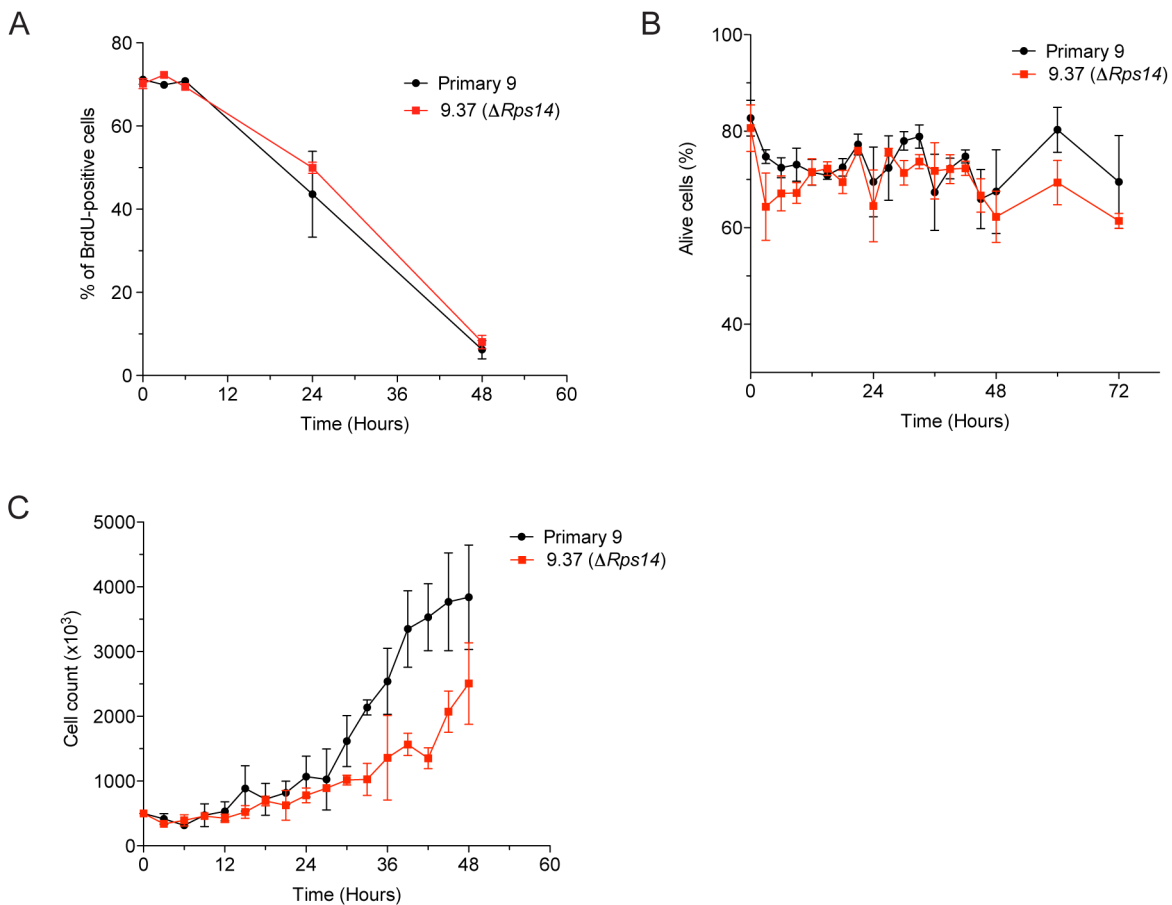 A
% of BrdU-positive cells
80
60
40
20
0
0 12 24 36 48 60
Time (Hours)
Primary 9
9.37 (ΔRps14)
B
Alive cells (%)
100
80
60
40
0 24 48 72
Time (Hours)
Primary 9
9.37 (ΔRps14)
C
Cell count (x10³)
5000
4000
3000
2000
1000
0
0 12 24 36 48 60
Time (Hours)
Primary 9
9.37 (ΔRps14)